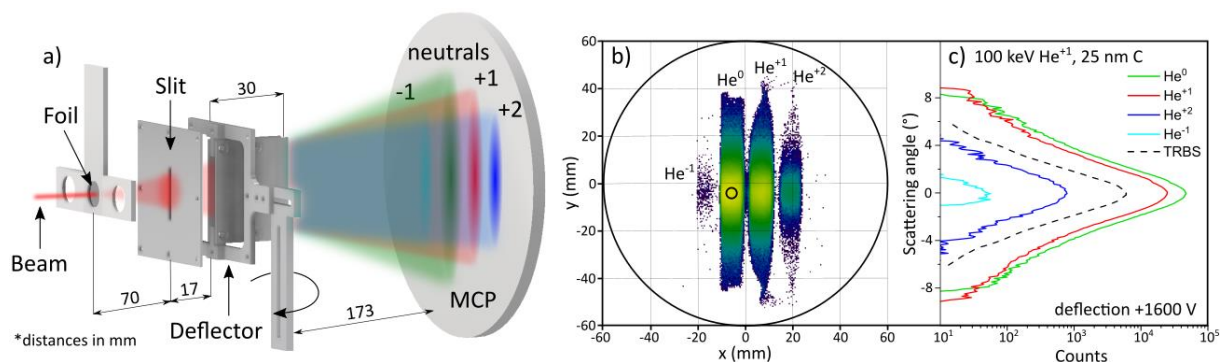 a)
Slit
30
neutrals
-1
+1
+2
Foil
Beam
70
17
Deflector
173
MCP
*distances in mm
b)
60
40
20
0
-20
-40
-60
y (mm)
He⁰
He⁺¹
He⁺²
He⁻¹
-60
-40
-20
0
20
40
60
x (mm)
c)
100 keV He⁺¹, 25 nm C
He⁰
He⁺¹
He⁺²
He⁻¹
TRBS
8
4
0
-4
-8
Scattering angle (°)
deflection +1600 V
10¹
10²
10³
10⁴
10⁵
Counts